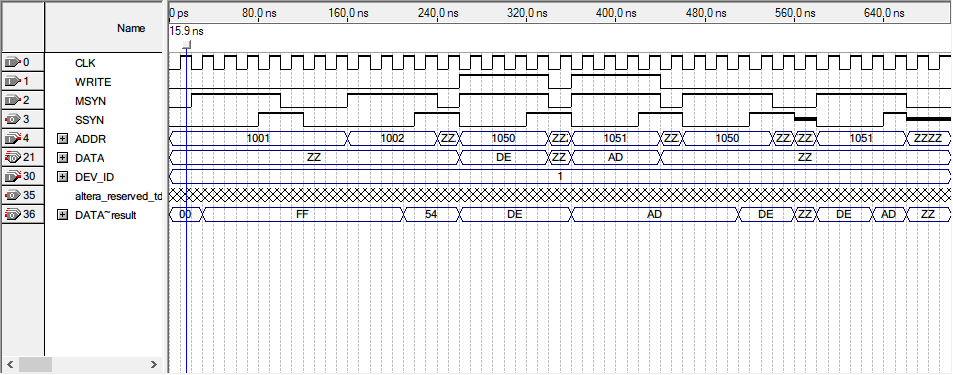 0 ps 80.0 ns 160.0 ns 240.0 ns 320.0 ns 400.0 ns 480.0 ns 560.0 ns 640.0 ns
Name
15.9 ns
0 CLK
1 WRITE
2 MSYN
3 SSYN
4 ADDR 1001 1002 ZZ 1050 ZZ 1051 ZZ 1050 ZZ ZZ 1051 ZZZZ
21 DATA ZZ DE ZZ AD ZZ
30 DEV_ID 1
35 altera_reserved_td
36 DATA~result 00 FF 54 DE AD DE ZZ DE AD ZZ